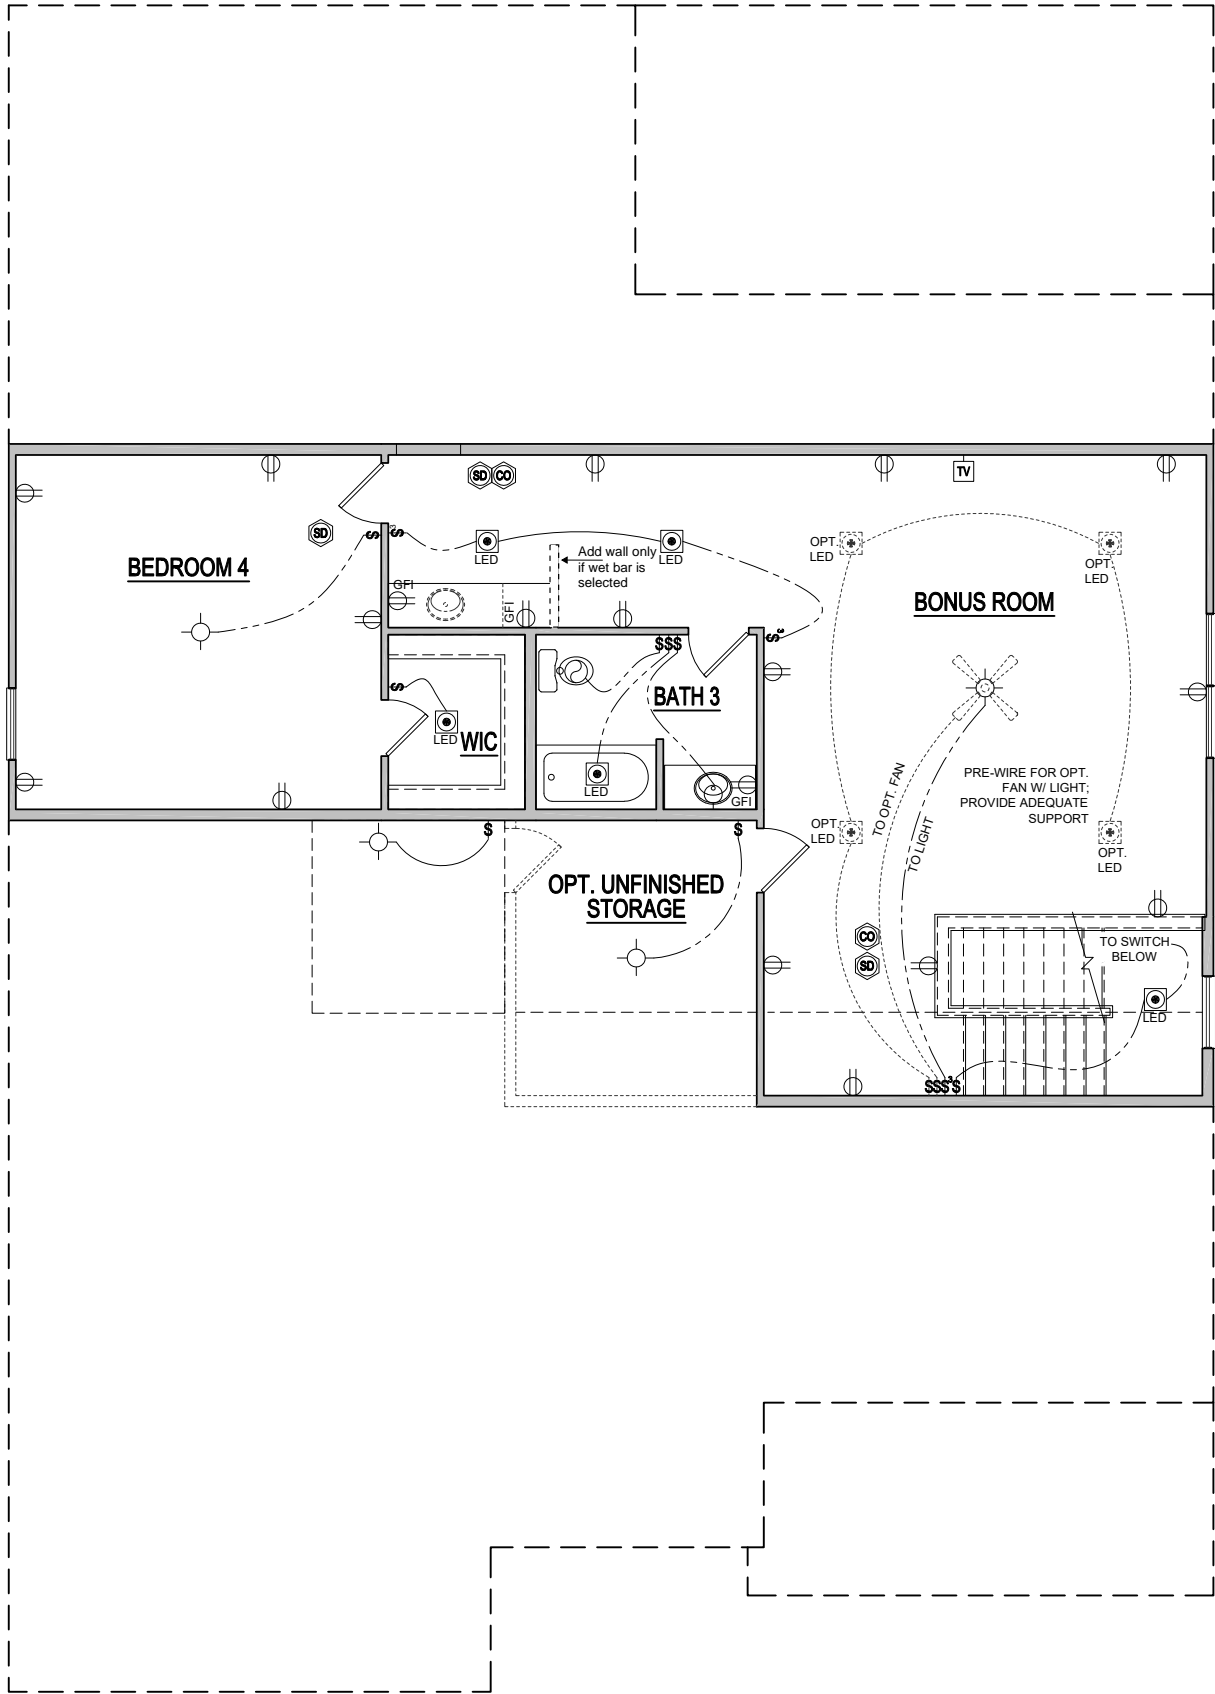 SD
CO
TV
SD
$
$3
LED
LED
Add wall only
if wet bar is
selected
OPT.
LED
OPT.
LED
BEDROOM 4
GFI
GFI
BONUS ROOM
$3
$$$
$
BATH 3
LED
WIC
LED
GFI
PRE-WIRE FOR OPT.
FAN W/ LIGHT;
PROVIDE ADEQUATE
SUPPORT
TO OPT. FAN
TO LIGHT
OPT.
LED
OPT.
LED
$
$
OPT. UNFINISHED
STORAGE
CO
SD
TO SWITCH
BELOW
LED
$$$3$